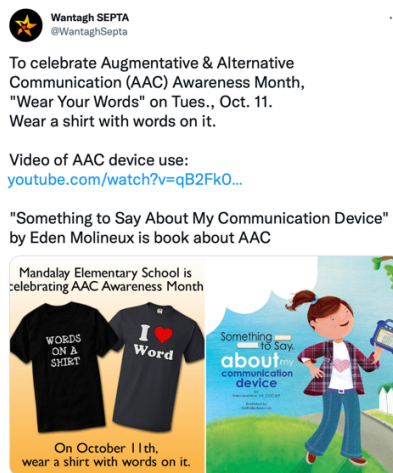 Wantagh SEPTA
@WantaghSepta
To celebrate Augmentative & Alternative
Communication (AAC) Awareness Month,
"Wear Your Words" on Tues., Oct. 11.
Wear a shirt with words on it.
Video of AAC device use:
youtube.com/watch?v=qB2Fk0...
"Something to Say About My Communication Device"
by Eden Molineux is book about AAC
Mandalay Elementary School is
celebrating AAC Awareness Month
WORDS
ON A
SHIRT
I ❤
Word
On October 11th,
wear a shirt with words on it.
Something
to Say
about my
communication
device